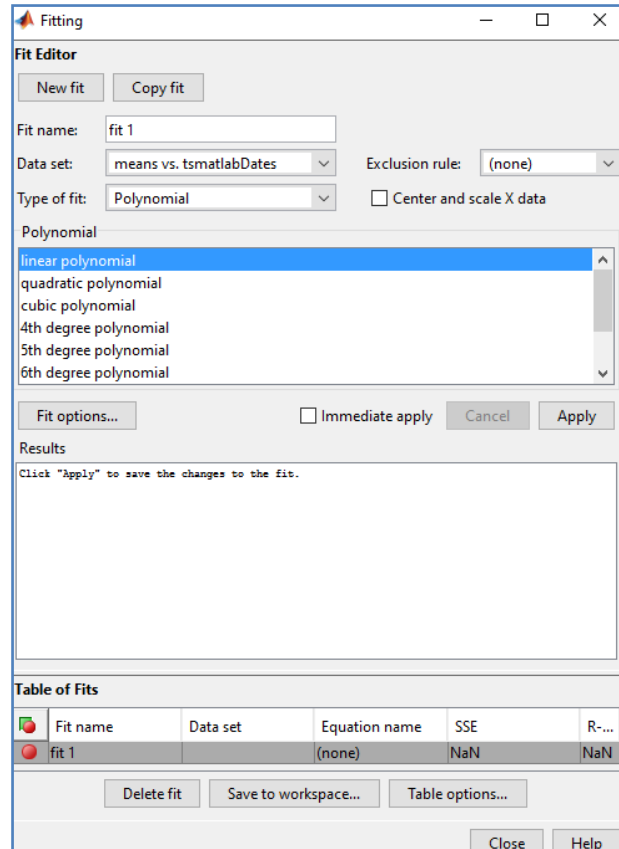 Fitting
Fit Editor
New fit Copy fit
Fit name: fit 1
Data set: means vs. tsmatlabDates Exclusion rule: (none)
Type of fit: Polynomial Center and scale X data
Polynomial
linear polynomial
quadratic polynomial
cubic polynomial
4th degree polynomial
5th degree polynomial
6th degree polynomial
Fit options... Immediate apply Cancel Apply
Results
Click "Apply" to save the changes to the fit.
Table of Fits
Fit name Data set Equation name SSE R-...
fit 1 (none) NaN NaN
Delete fit Save to workspace... Table options...
Close Help